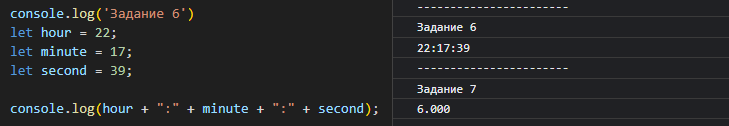 console.log('Задание 6')
let hour = 22;
let minute = 17;
let second = 39;
console.log(hour + ":" + minute + ":" + second);
-----------------------
Задание 6
22:17:39
-----------------------
Задание 7
6.000